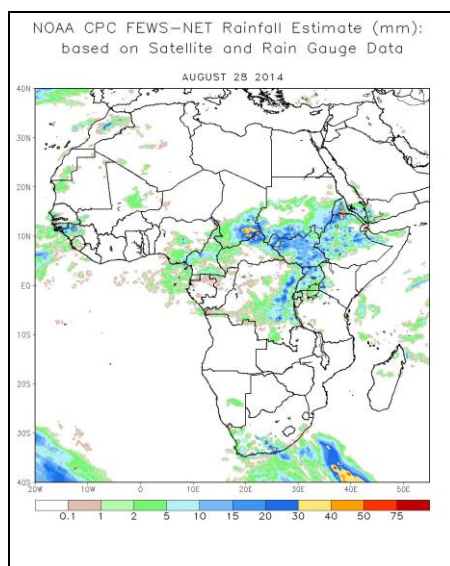 NOAA CPC FEWS-NET Rainfall Estimate (mm):
based on Satellite and Rain Gauge Data
AUGUST 28 2014
40N
30N
20N
10N
EQ
10S
20S
30S
40S
20W 10W 0 10E 20E 30E 40E 50E
0.1 1 2 5 10 15 20 30 40 50 75